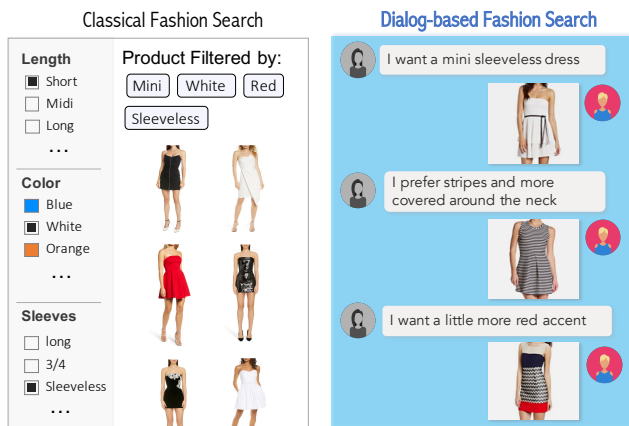 Classical Fashion Search
Length
Short
Midi
Long
...
Color
Blue
White
Orange
...
Sleeves
long
3/4
Sleeveless
...
Product Filtered by:
Mini
White
Red
Sleeveless
Dialog-based Fashion Search
I want a mini sleeveless dress
I prefer stripes and more
covered around the neck
I want a little more red accent